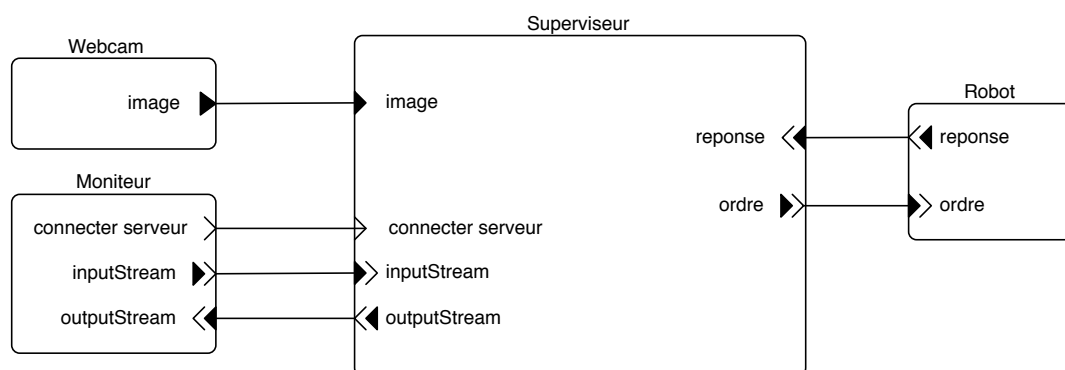 Superviseur
Webcam
image
image
Robot
reponse
reponse
Moniteur
ordre
ordre
connecter serveur
connecter serveur
inputStream
inputStream
outputStream
outputStream